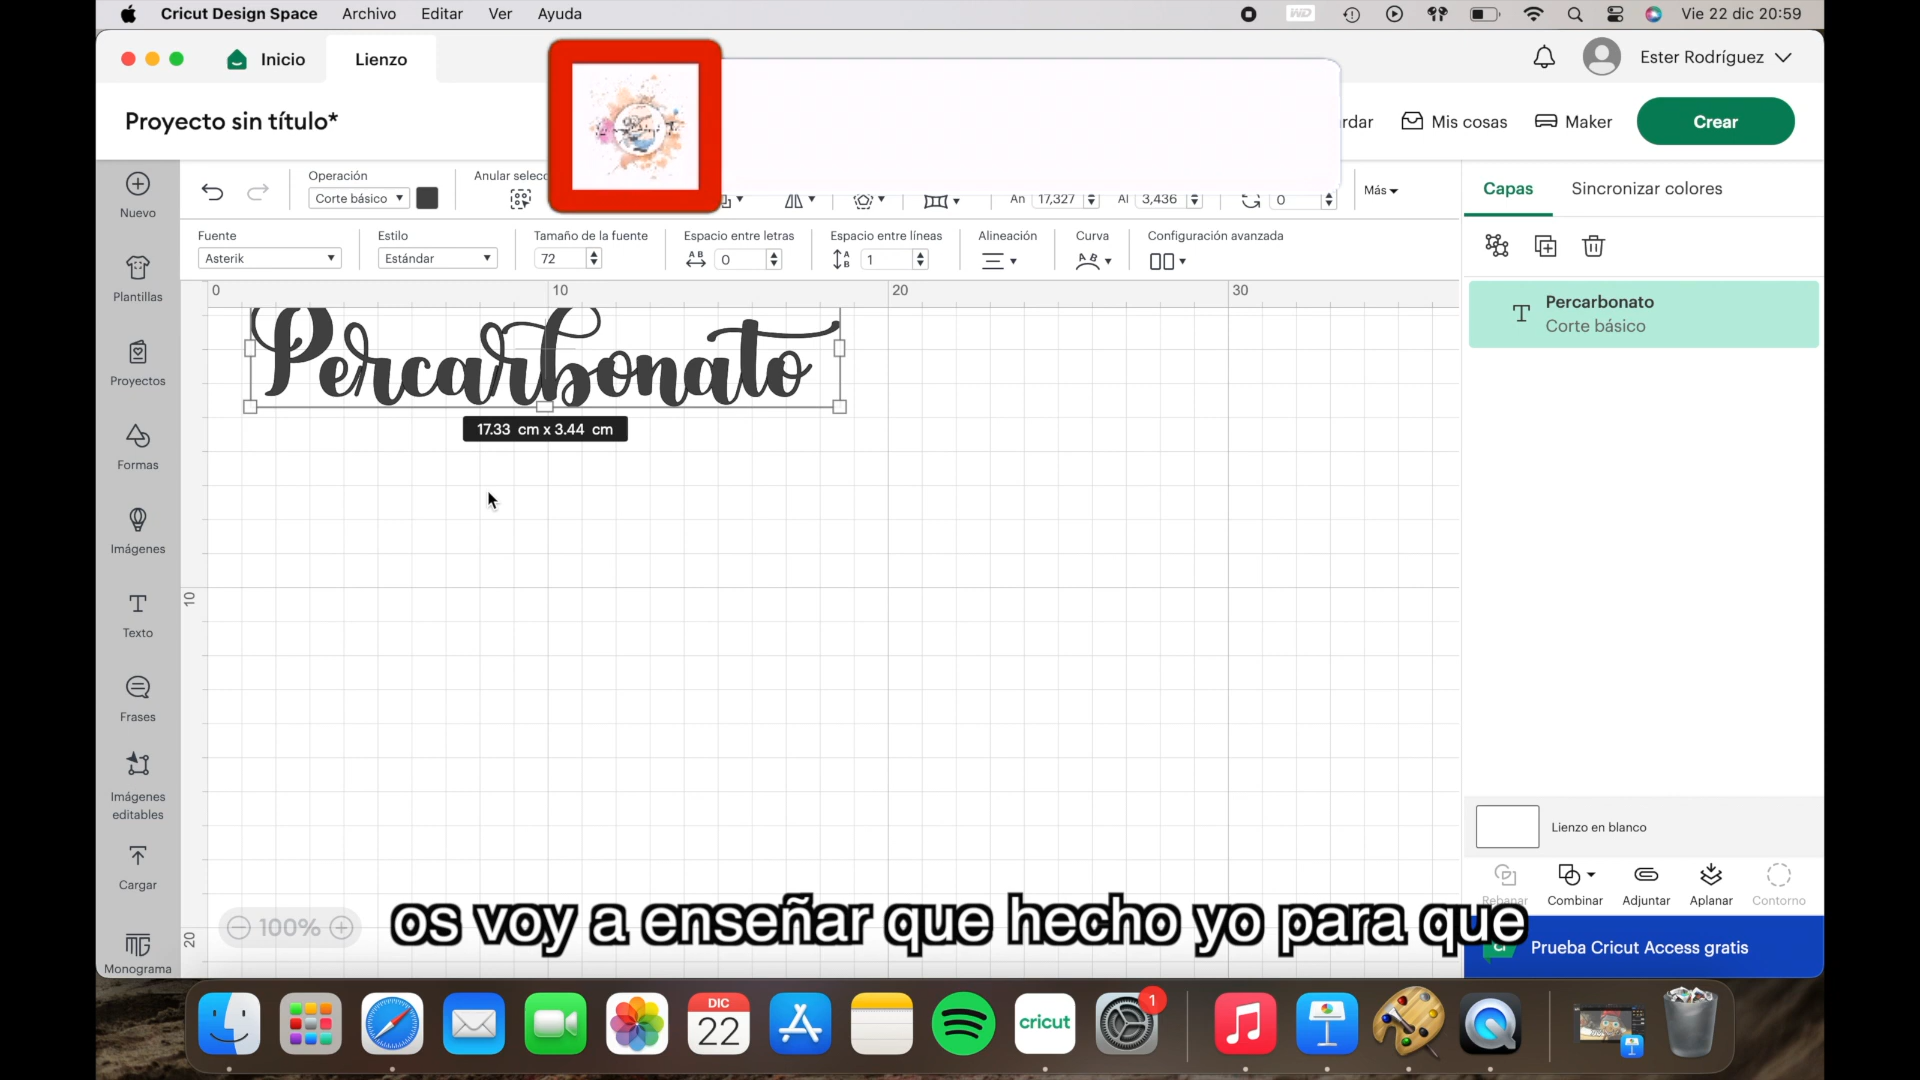 Cricut Design Space Archivo Editar Ver Ayuda Vie 22 dic 20:59
Inicio Lienzo Ester Rodríguez
Proyecto sin título* rdar Mis cosas Maker Crear
Operación Anular selecc
Corte básico An 17,327 Al 3,436 0 Más
Capas Sincronizar colores
Fuente Estilo Tamaño de la fuente Espacio entre letras Espacio entre líneas Alineación Curva Configuración avanzada
Asterik Estándar 72 0 1
Nuevo
Plantillas
Proyectos
Formas
Imágenes
Texto
Frases
Imágenes
editables
Cargar
Monograma
0 10 20 30
10
20
Percarbonato
17.33 cm x 3.44 cm
Percarbonato
Corte básico
Lienzo en blanco
Rebanar Combinar Adjuntar Aplanar Contorno
100%
os voy a enseñar que hecho yo para que
Prueba Cricut Access gratis
DIC
22
cricut
1